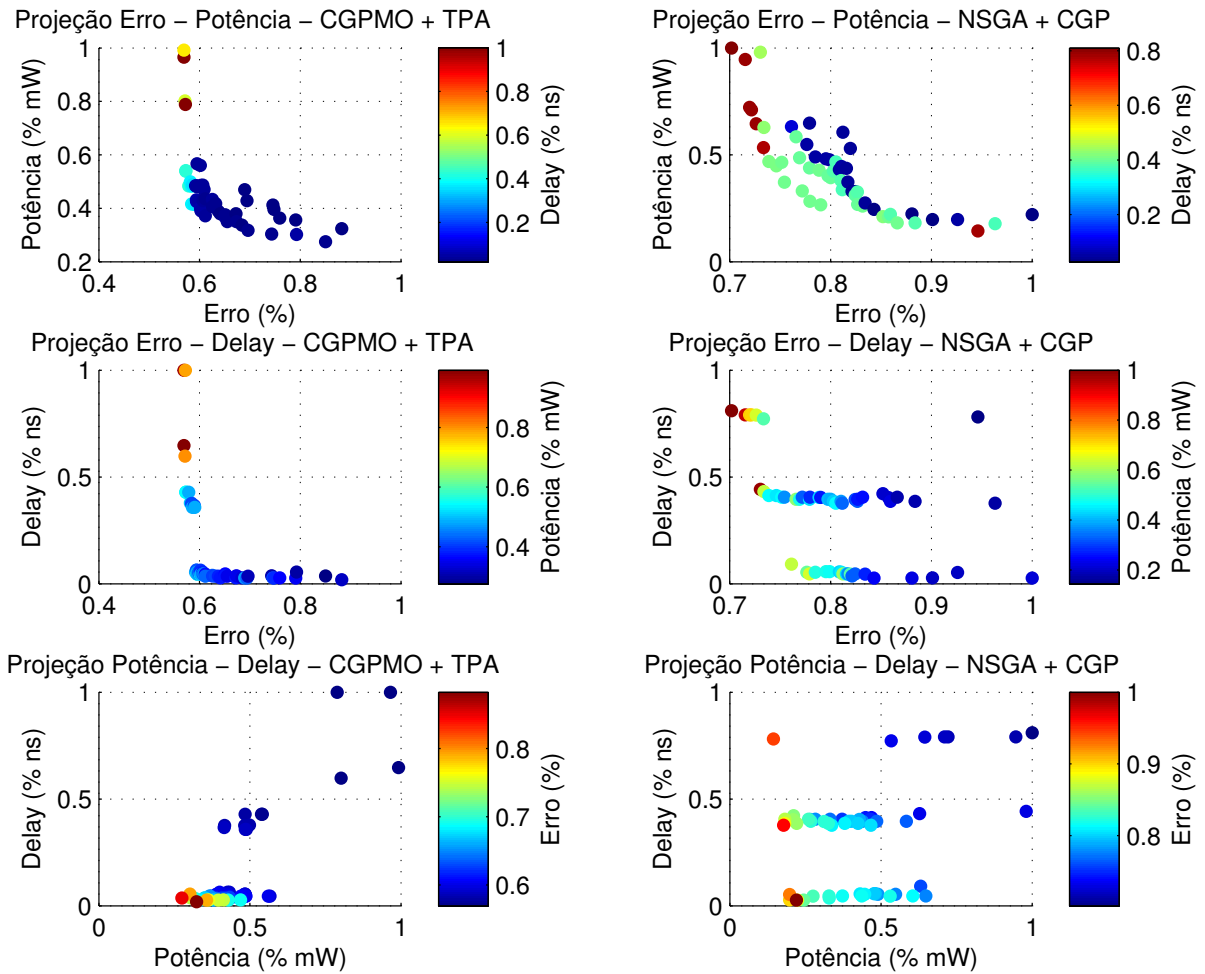 Projeção Erro − Potência − CGPMO + TPA
1
0.8
0.6
0.4
0.2
Potência (% mW)
0.4
0.6
0.8
1
Erro (%)
1
0.8
0.6
0.4
0.2
Delay (% ns)
Projeção Erro − Potência − NSGA + CGP
1
0.5
0
Potência (% mW)
0.7
0.8
0.9
1
Erro (%)
0.8
0.6
0.4
0.2
Delay (% ns)
Projeção Erro − Delay − CGPMO + TPA
1
0.5
0
Delay (% ns)
0.4
0.6
0.8
1
Erro (%)
0.8
0.6
0.4
Potência (% mW)
Projeção Erro − Delay − NSGA + CGP
1
0.5
0
Delay (% ns)
0.7
0.8
0.9
1
Erro (%)
1
0.8
0.6
0.4
0.2
Potência (% mW)
Projeção Potência − Delay − CGPMO + TPA
1
0.5
0
Delay (% ns)
0
0.5
1
Potência (% mW)
0.8
0.7
0.6
Erro (%)
Projeção Potência − Delay − NSGA + CGP
1
0.5
0
Delay (% ns)
0
0.5
1
Potência (% mW)
1
0.9
0.8
Erro (%)